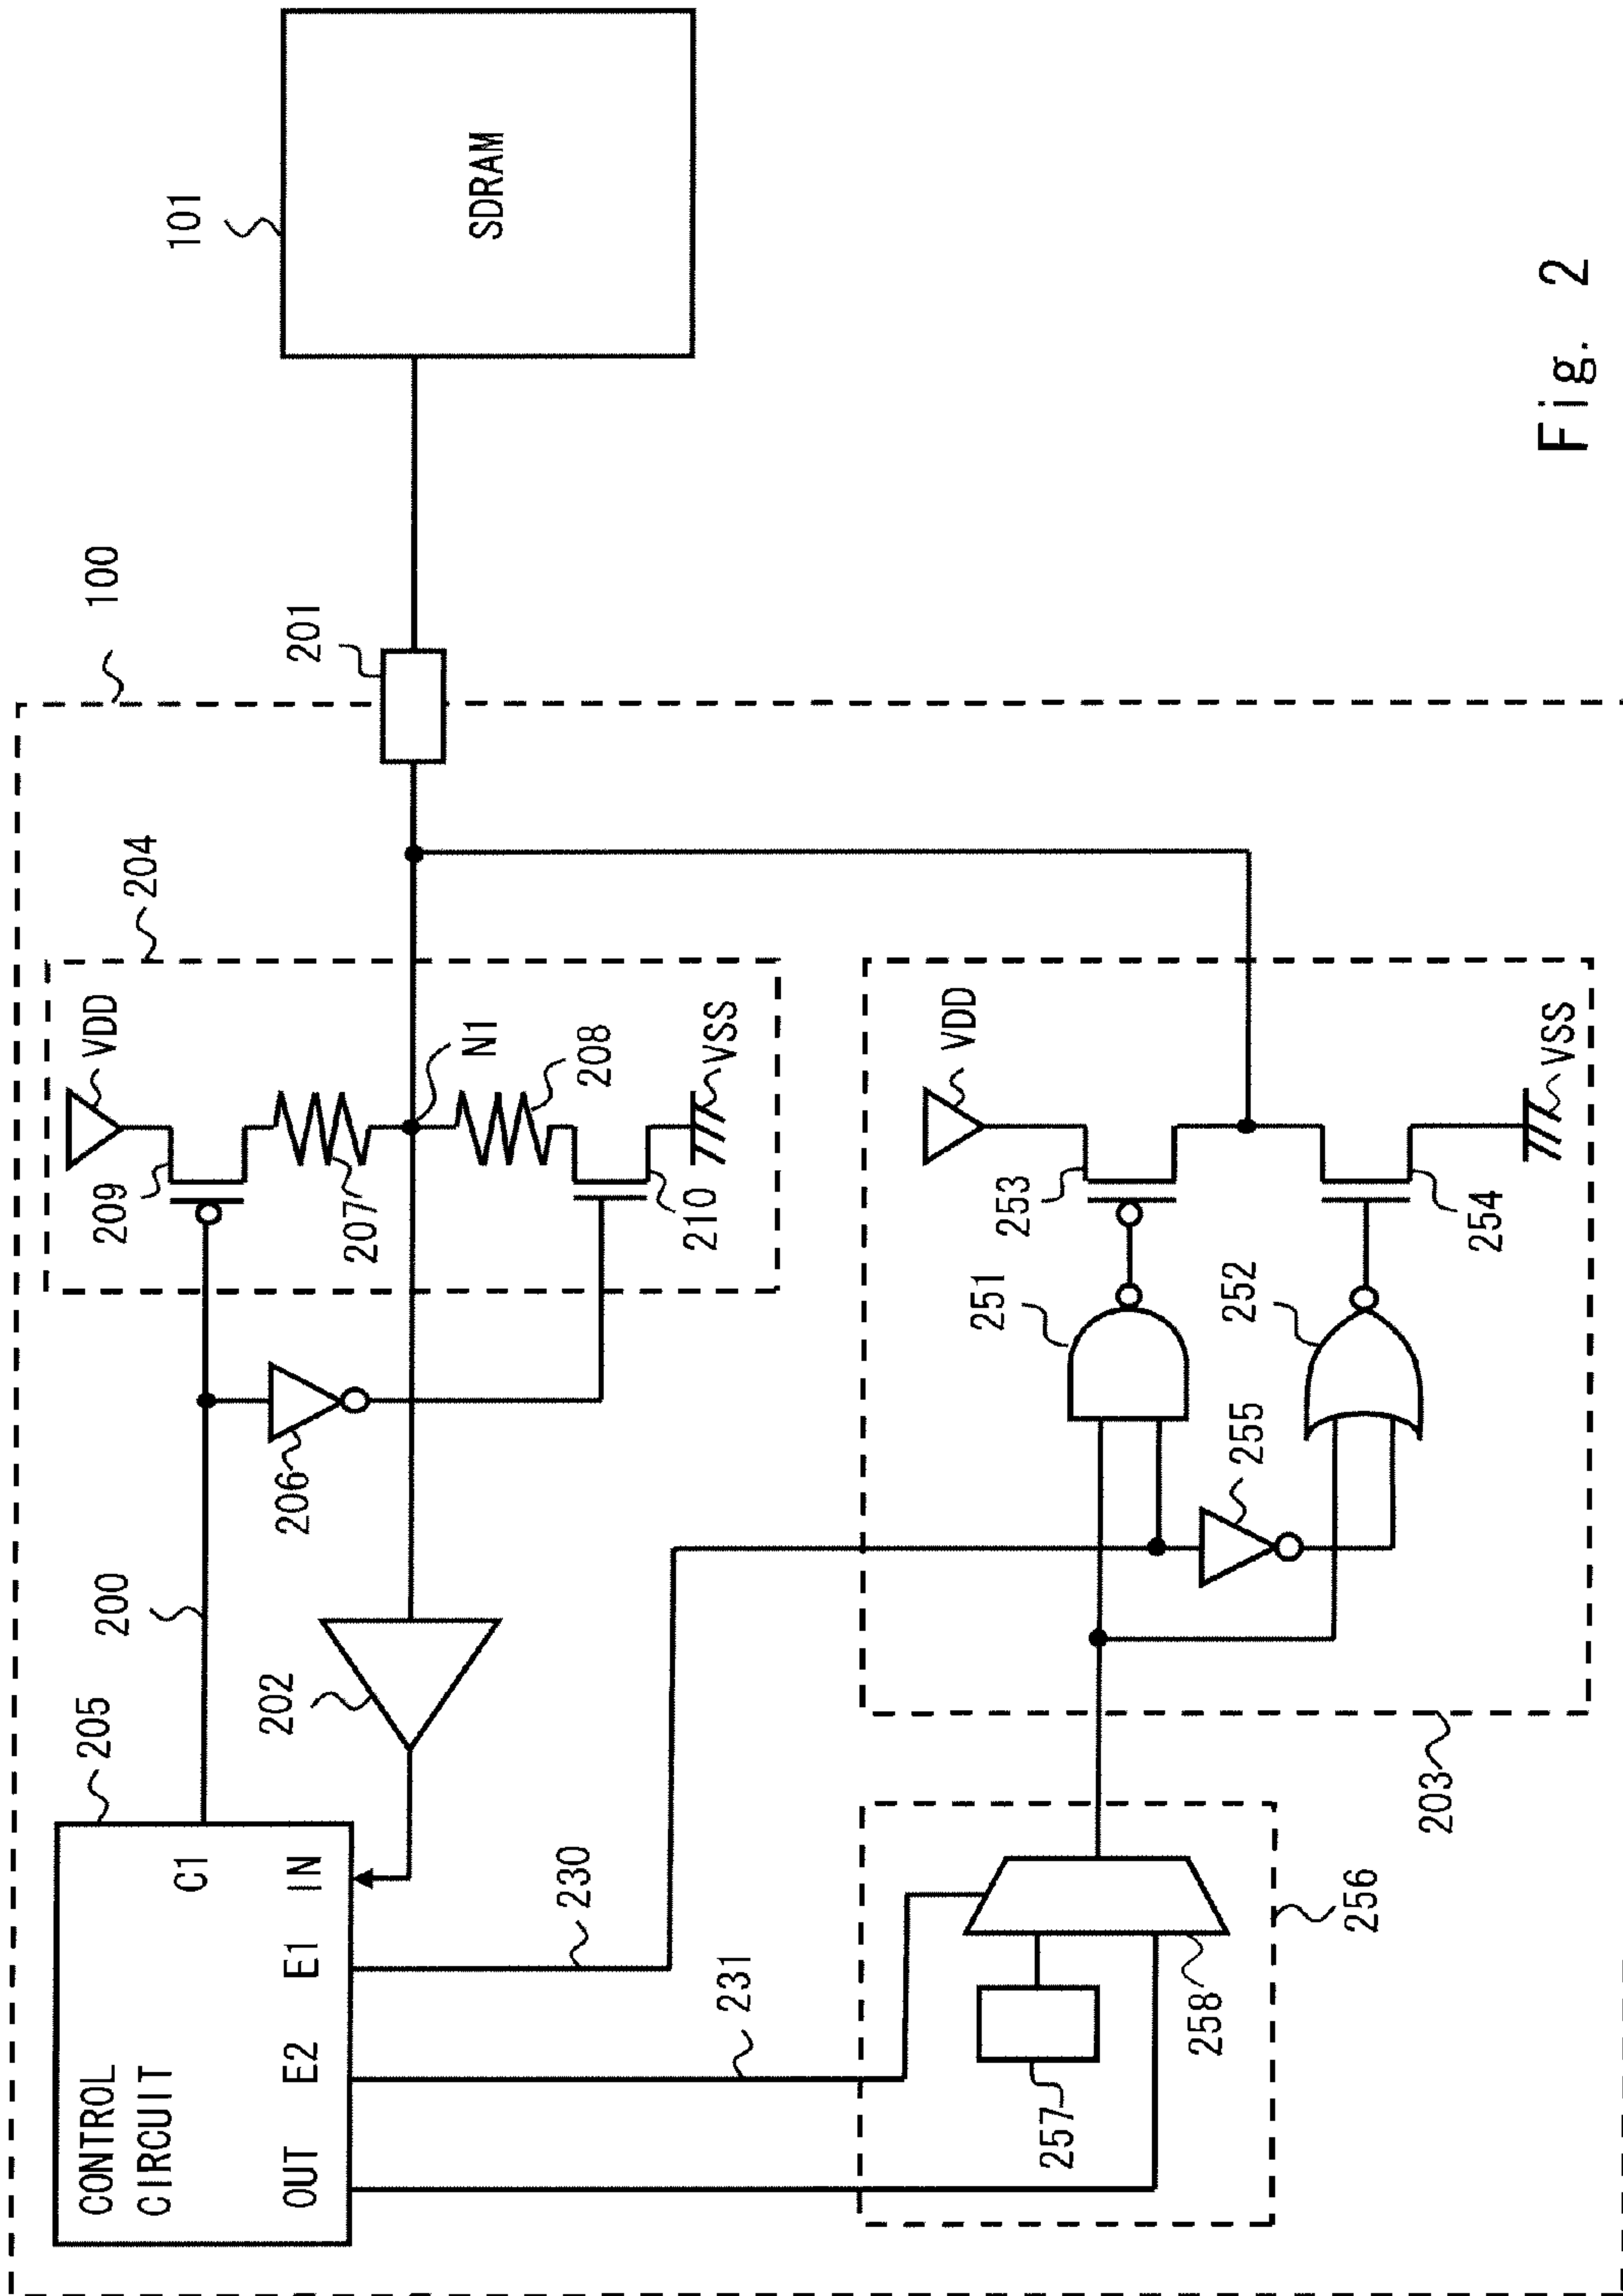 100
101
SDRAM
201
204
VDD
209
207
N1
208
210
VSS
200
206
202
205
CONTROL
CIRCUIT
C1
IN
E1
E2
OUT
230
231
VDD
253
251
252
254
VSS
255
203
256
257
258
Fig. 2